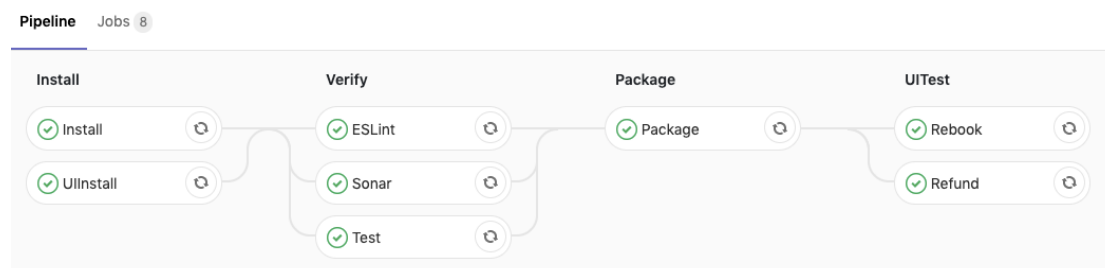 Pipeline Jobs 8
Install Verify Package UITest
Install ESLint Package Rebook
UIInstall Sonar Refund
Test